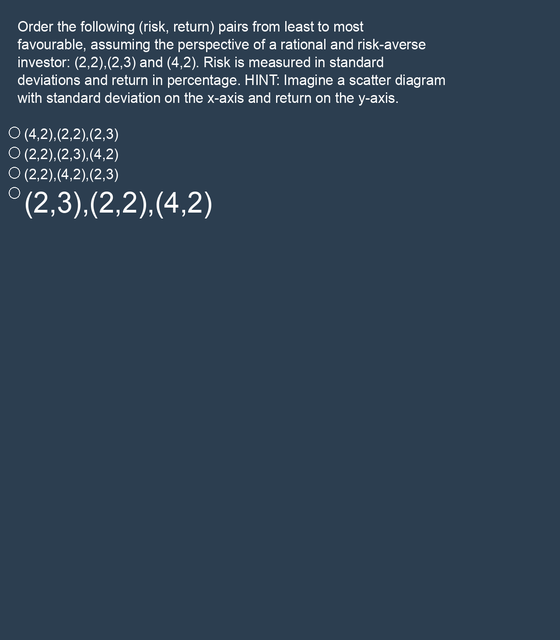 Order the following (risk, return) pairs from least to most
favourable, assuming the perspective of a rational and risk-averse
investor: (2,2),(2,3) and (4,2). Risk is measured in standard
deviations and return in percentage. HINT: Imagine a scatter diagram
with standard deviation on the x-axis and return on the y-axis.
(4,2),(2,2),(2,3)
(2,2),(2,3),(4,2)
(2,2),(4,2),(2,3)
(2,3),(2,2),(4,2)